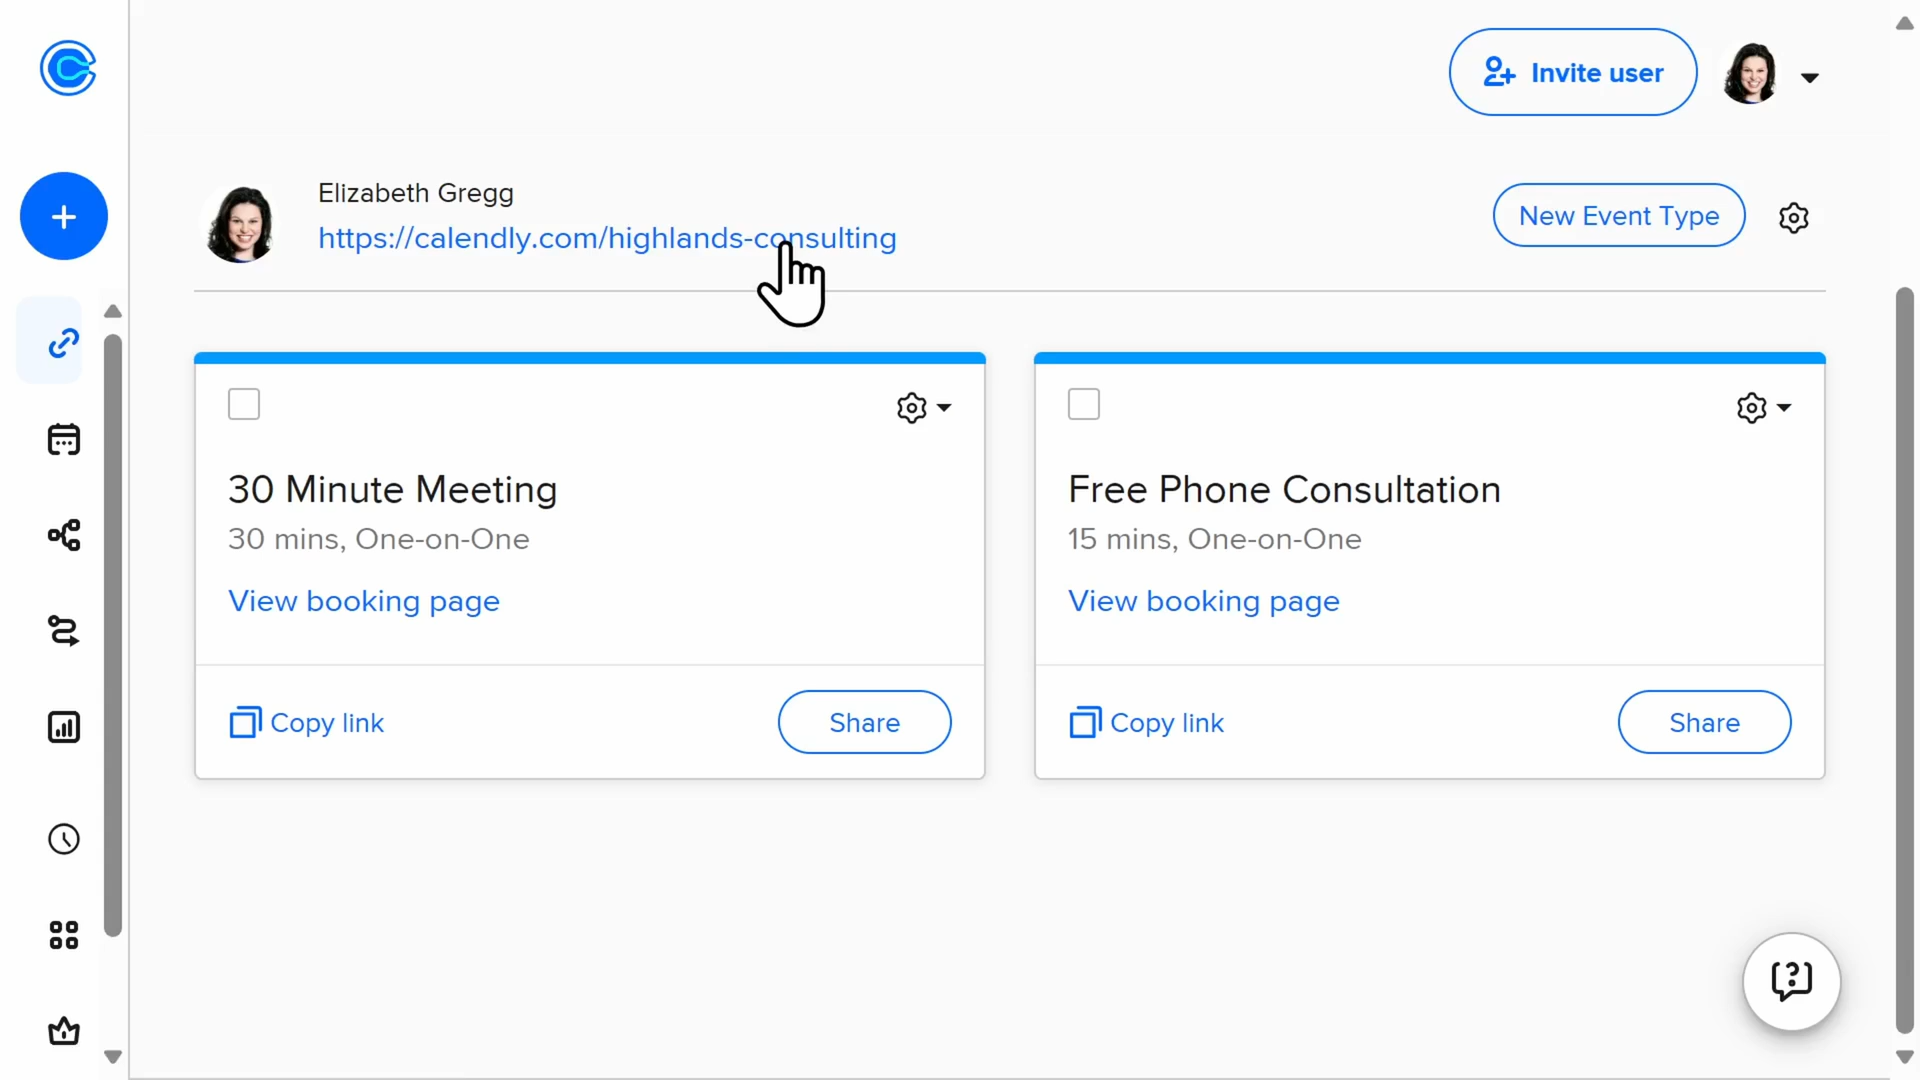 Invite user
Elizabeth Gregg
https://calendly.com/highlands-consulting
New Event Type
30 Minute Meeting
30 mins, One-on-One
View booking page
Copy link
Share
Free Phone Consultation
15 mins, One-on-One
View booking page
Copy link
Share